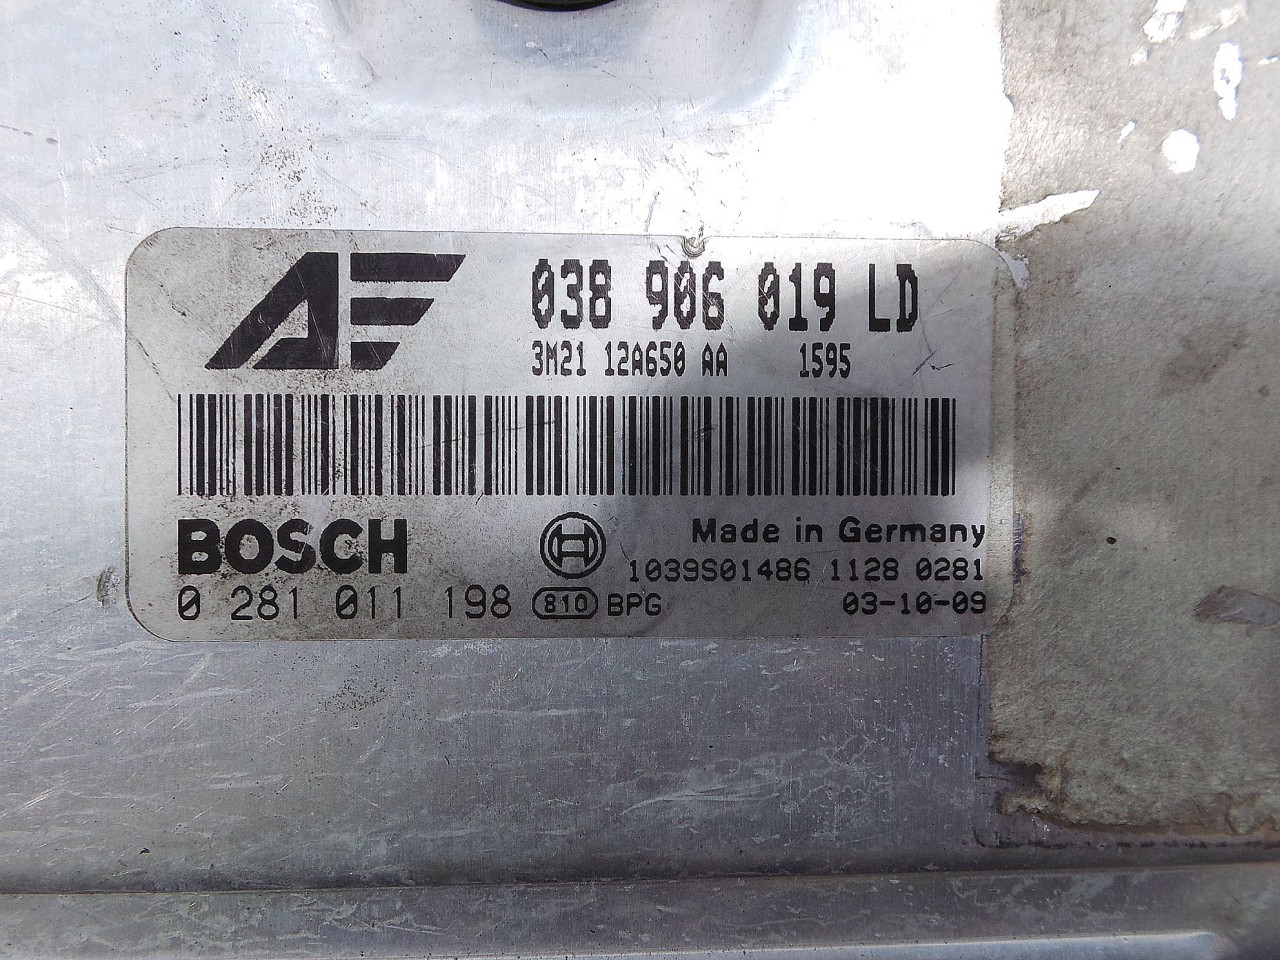 AF 038 906 019 LD
3M21 12A650 AA 1595
BOSCH Made in Germany
1039S01486 1128 0281
0 281 011 198 810 BPG 03-10-09